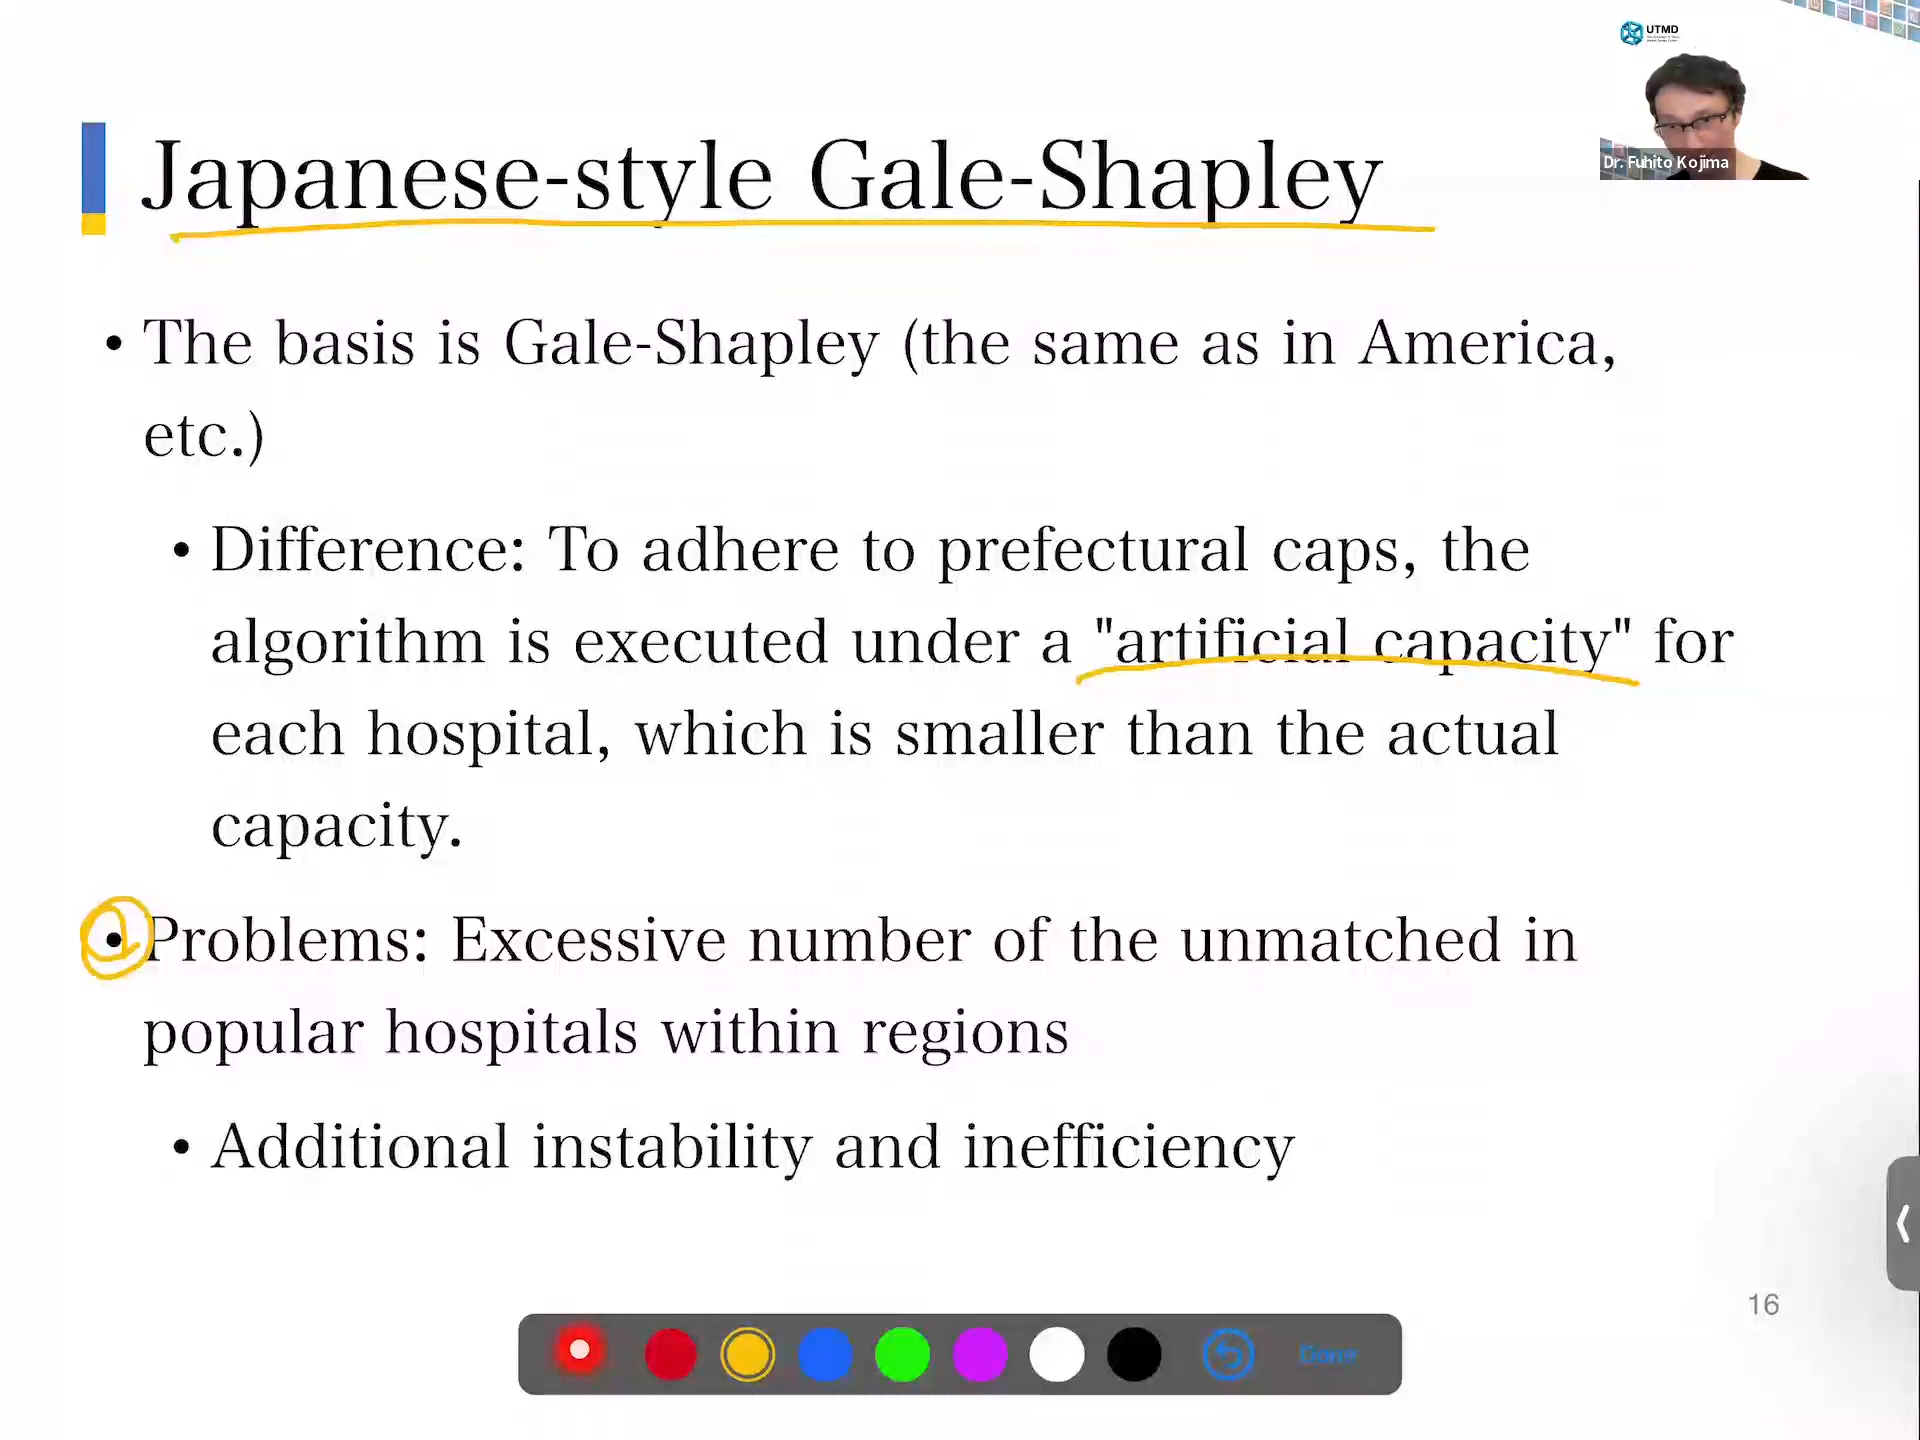 UTMD
Dr. Fuhito Kojima
Japanese-style Gale-Shapley
• The basis is Gale-Shapley (the same as in America,
etc.)
• Difference: To adhere to prefectural caps, the
algorithm is executed under a "artificial capacity" for
each hospital, which is smaller than the actual
capacity.
• Problems: Excessive number of the unmatched in
popular hospitals within regions
• Additional instability and inefficiency
16
Done